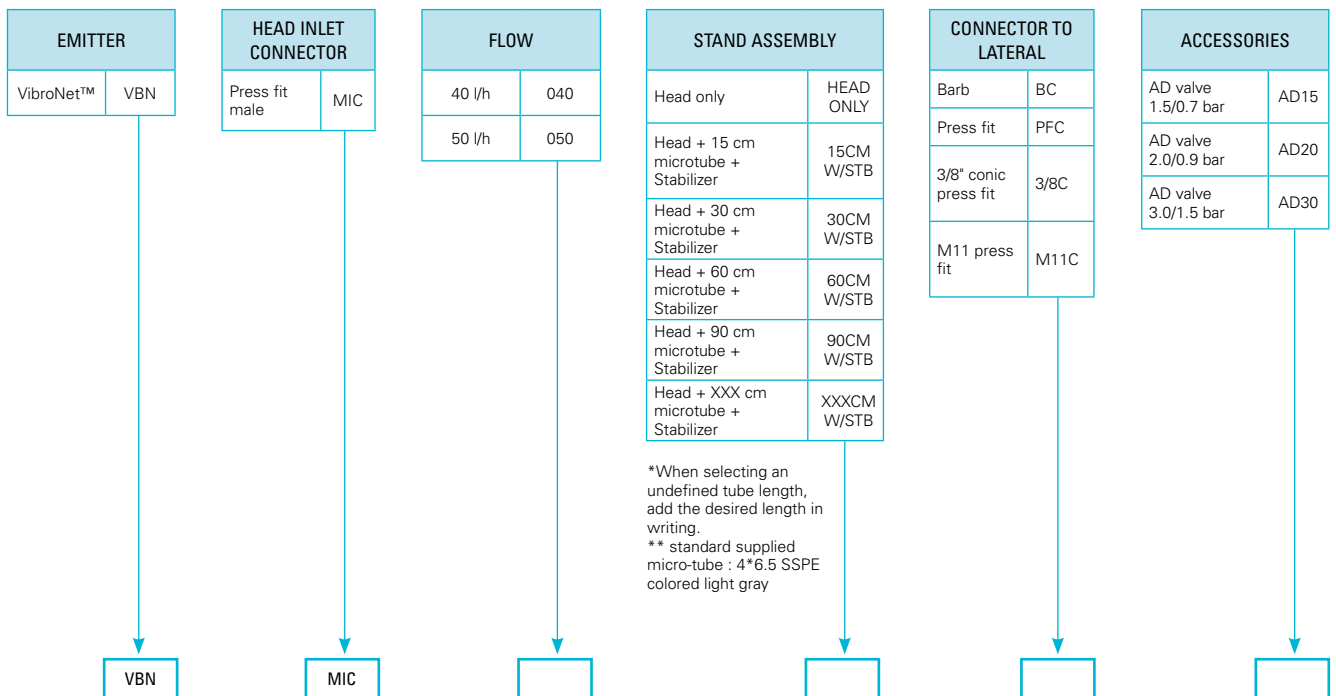 EMITTER
VibroNet™ VBN
HEAD INLET
CONNECTOR
Press fit
male
MIC
FLOW
40 l/h 040
50 l/h 050
STAND ASSEMBLY
Head only
HEAD
ONLY
Head + 15 cm
microtube +
Stabilizer
15CM
W/STB
Head + 30 cm
microtube +
Stabilizer
30CM
W/STB
Head + 60 cm
microtube +
Stabilizer
60CM
W/STB
Head + 90 cm
microtube +
Stabilizer
90CM
W/STB
Head + XXX cm
microtube +
Stabilizer
XXXCM
W/STB
*When selecting an
undefined tube length,
add the desired length in
writing.
** standard supplied
micro-tube : 4*6.5 SSPE
colored light gray
CONNECTOR TO
LATERAL
Barb BC
Press fit PFC
3/8" conic
press fit
3/8C
M11 press
fit
M11C
ACCESSORIES
AD valve
1.5/0.7 bar
AD15
AD valve
2.0/0.9 bar
AD20
AD valve
3.0/1.5 bar
AD30
VBN
MIC